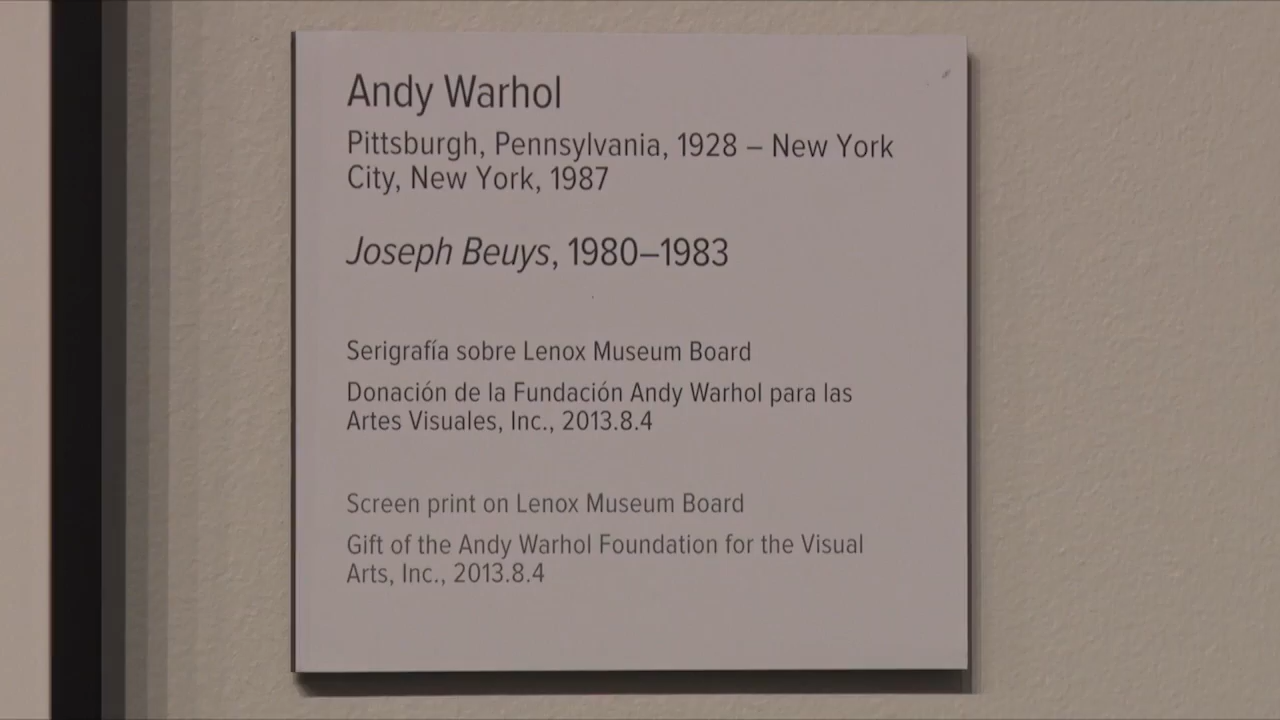 Andy Warhol
Pittsburgh, Pennsylvania, 1928 – New York
City, New York, 1987
Joseph Beuys, 1980–1983
Serigrafía sobre Lenox Museum Board
Donación de la Fundación Andy Warhol para las
Artes Visuales, Inc., 2013.8.4
Screen print on Lenox Museum Board
Gift of the Andy Warhol Foundation for the Visual
Arts, Inc., 2013.8.4